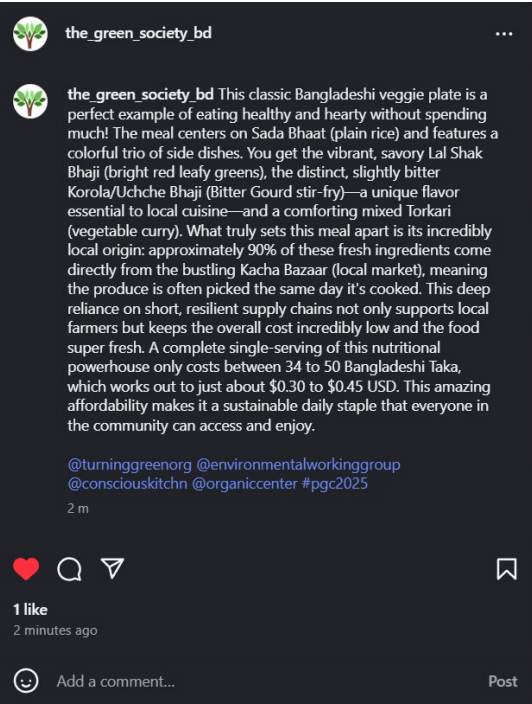 the_green_society_bd
the_green_society_bd This classic Bangladeshi veggie plate is a
perfect example of eating healthy and hearty without spending
much! The meal centers on Sada Bhaat (plain rice) and features a
colorful trio of side dishes. You get the vibrant, savory Lal Shak
Bhaji (bright red leafy greens), the distinct, slightly bitter
Korola/Uchche Bhaji (Bitter Gourd stir-fry)—a unique flavor
essential to local cuisine—and a comforting mixed Torkari
(vegetable curry). What truly sets this meal apart is its incredibly
local origin: approximately 90% of these fresh ingredients come
directly from the bustling Kacha Bazaar (local market), meaning
the produce is often picked the same day it's cooked. This deep
reliance on short, resilient supply chains not only supports local
farmers but keeps the overall cost incredibly low and the food
super fresh. A complete single-serving of this nutritional
powerhouse only costs between 34 to 50 Bangladeshi Taka,
which works out to just about $0.30 to $0.45 USD. This amazing
affordability makes it a sustainable daily staple that everyone in
the community can access and enjoy.
@turninggreenorg @environmentalworkinggroup
@consciouskitchn @organiccenter #pgc2025
2 m
1 like
2 minutes ago
Add a comment...
Post